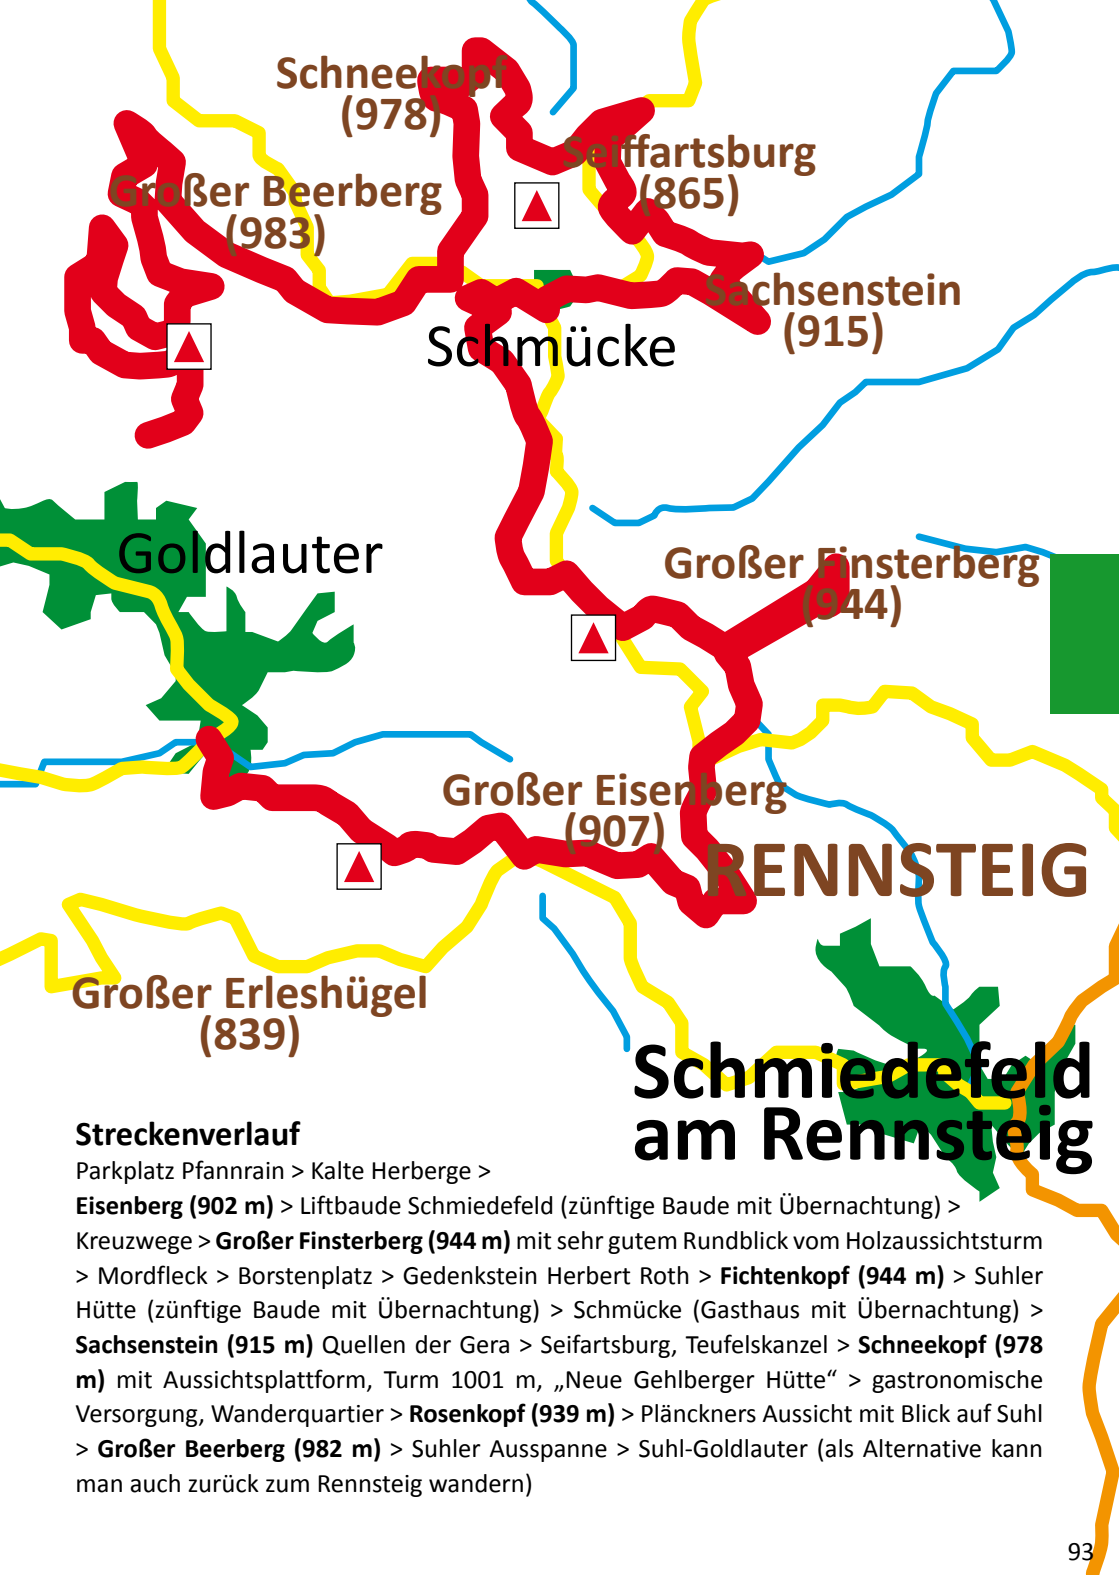 Schneekopf
(978)
Seiffartsburg
(865)
Großer Beerberg
(983)
Sachsenstein
(915)
Schmücke
Goldlauter
Großer Finsterberg
(944)
Großer Eisenberg
(907)
RENNSTEIG
Großer Erleshügel
(839)
Schmiedefeld
am Rennsteig
Streckenverlauf
Parkplatz Pfannrain > Kalte Herberge >
Eisenberg (902 m) > Liftbaude Schmiedefeld (zünftige Baude mit Übernachtung) >
Kreuzwege > Großer Finsterberg (944 m) mit sehr gutem Rundblick vom Holzaussichtsturm
> Mordfleck > Borstenplatz > Gedenkstein Herbert Roth > Fichtenkopf (944 m) > Suhler
Hütte (zünftige Baude mit Übernachtung) > Schmücke (Gasthaus mit Übernachtung) >
Sachsenstein (915 m) Quellen der Gera > Seifartsburg, Teufelskanzel > Schneekopf (978
m) mit Aussichtsplattform, Turm 1001 m, „Neue Gehlberger Hütte“ > gastronomische
Versorgung, Wanderquartier > Rosenkopf (939 m) > Plänckners Aussicht mit Blick auf Suhl
> Großer Beerberg (982 m) > Suhler Ausspanne > Suhl-Goldlauter (als Alternative kann
man auch zurück zum Rennsteig wandern)
93